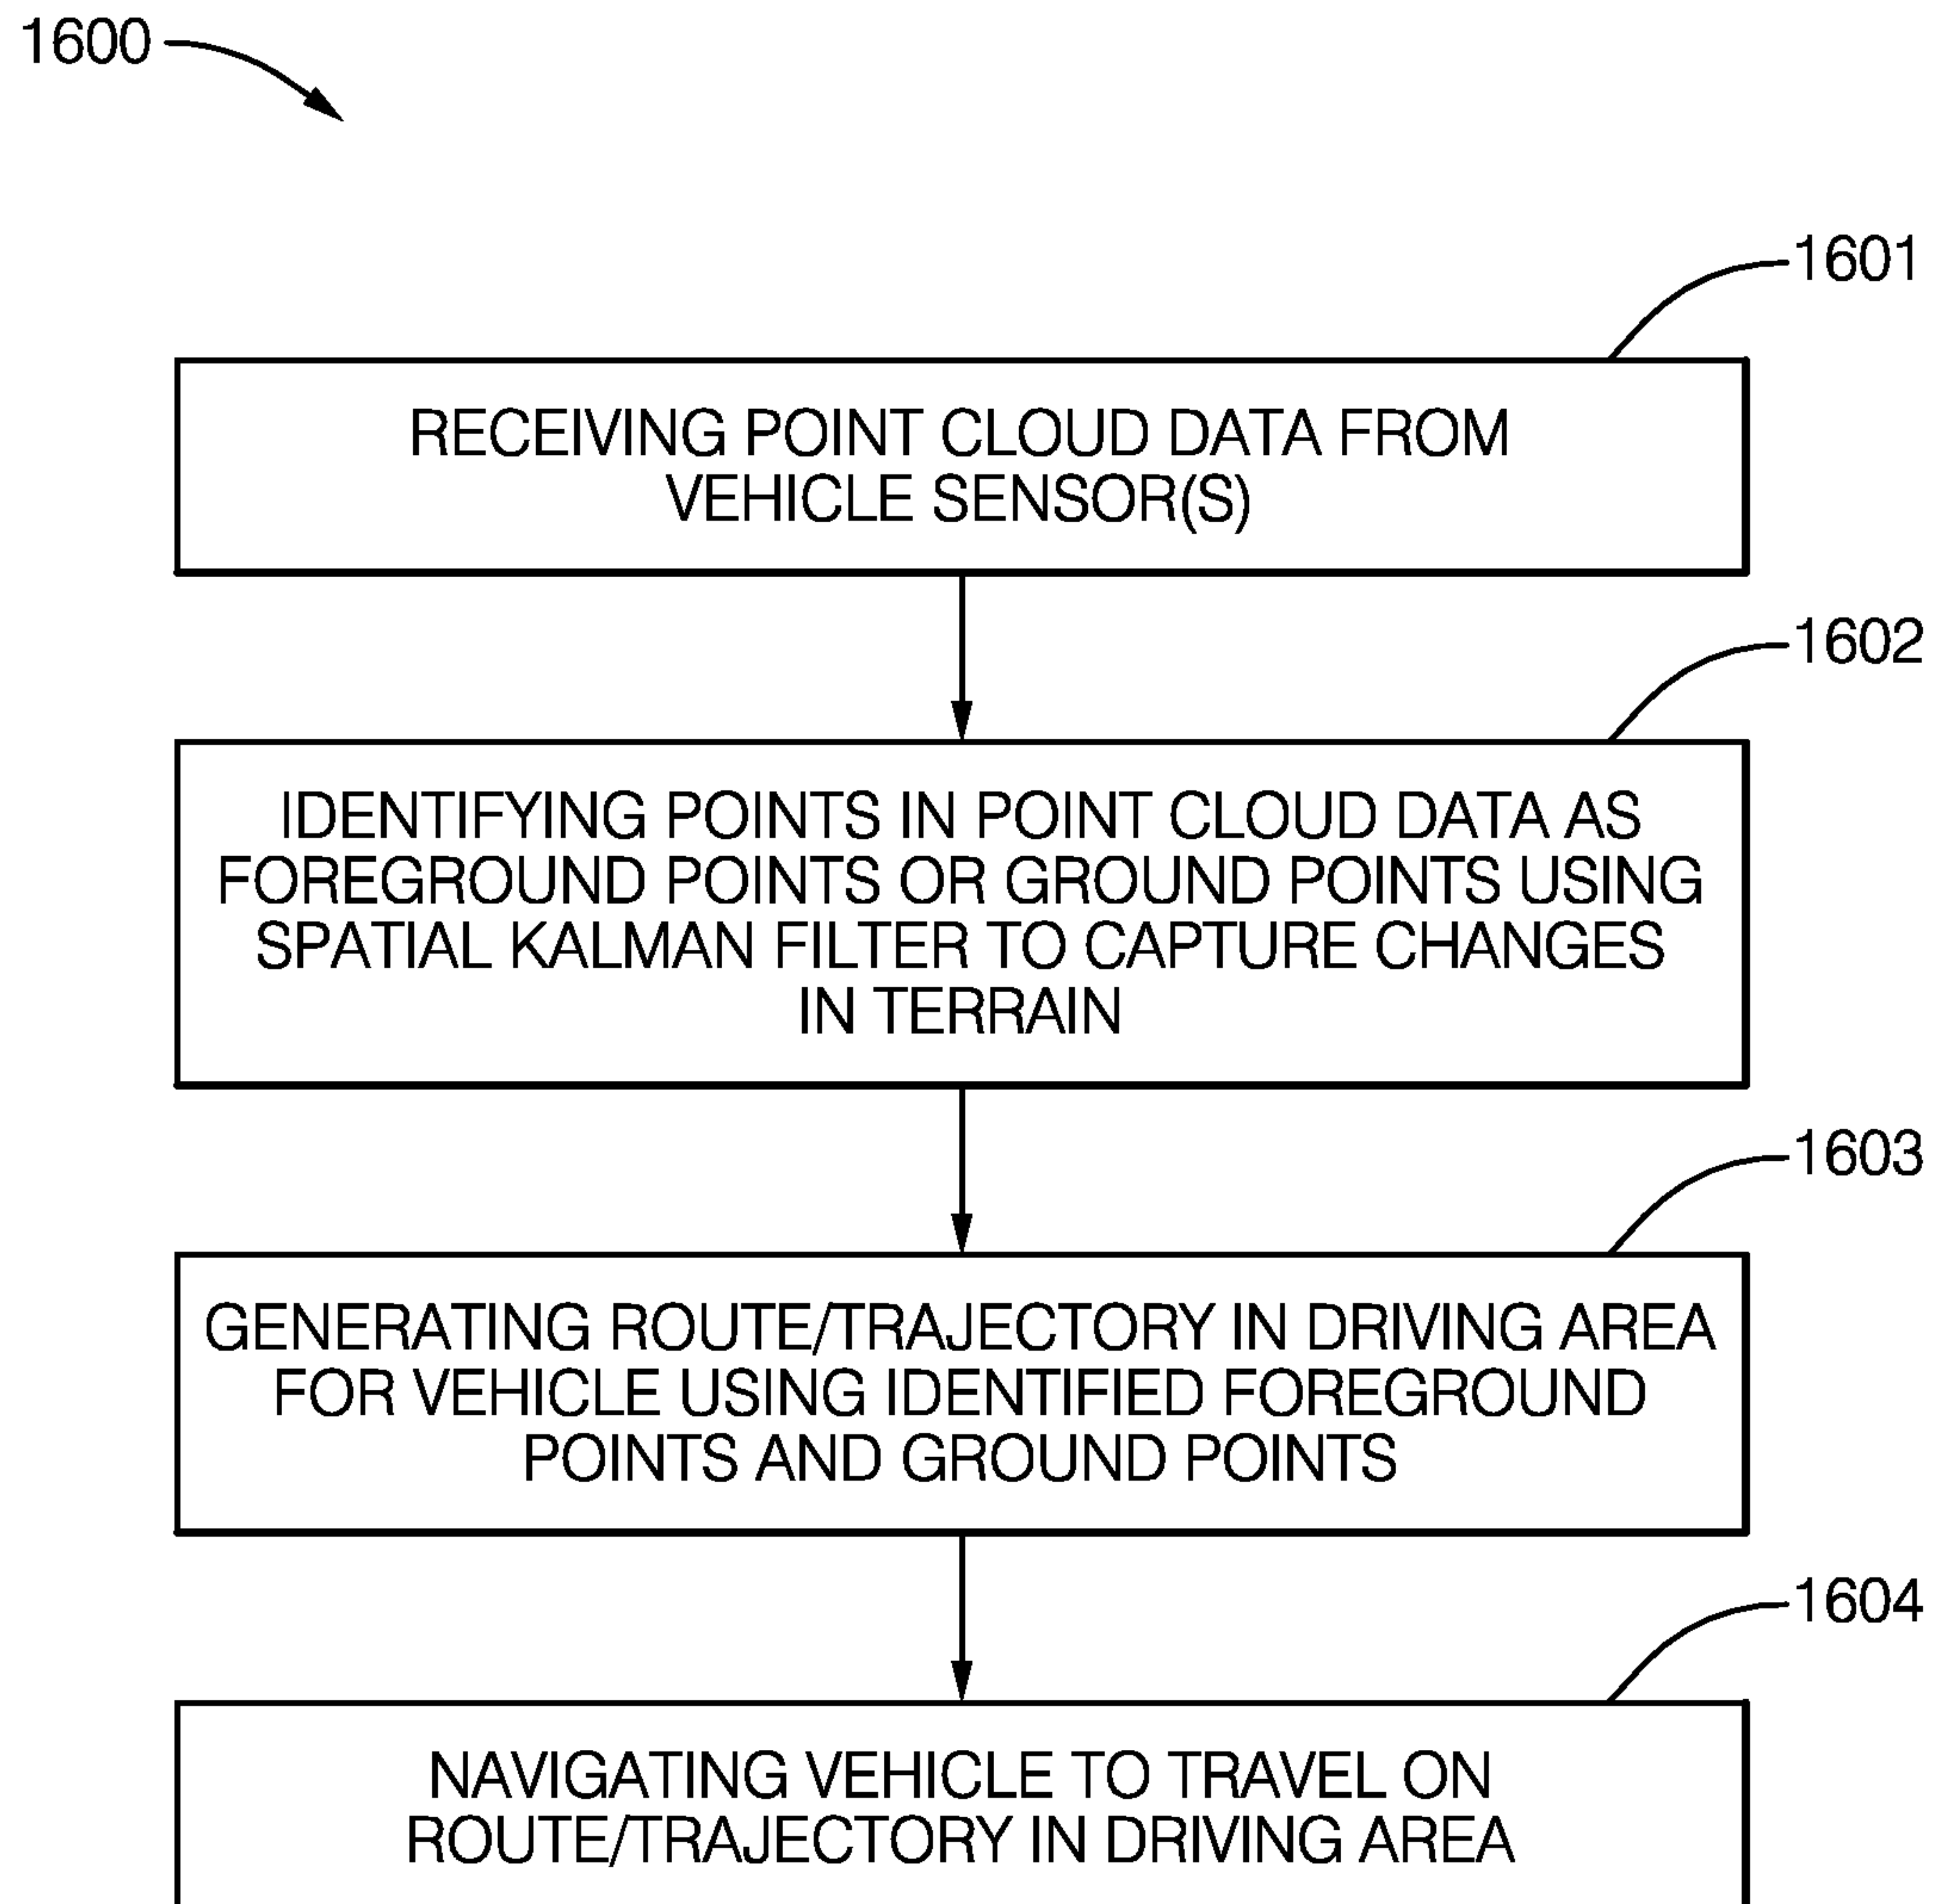 1600
1601
RECEIVING POINT CLOUD DATA FROM
VEHICLE SENSOR(S)
1602
IDENTIFYING POINTS IN POINT CLOUD DATA AS
FOREGROUND POINTS OR GROUND POINTS USING
SPATIAL KALMAN FILTER TO CAPTURE CHANGES
IN TERRAIN
1603
GENERATING ROUTE/TRAJECTORY IN DRIVING AREA
FOR VEHICLE USING IDENTIFIED FOREGROUND
POINTS AND GROUND POINTS
1604
NAVIGATING VEHICLE TO TRAVEL ON
ROUTE/TRAJECTORY IN DRIVING AREA